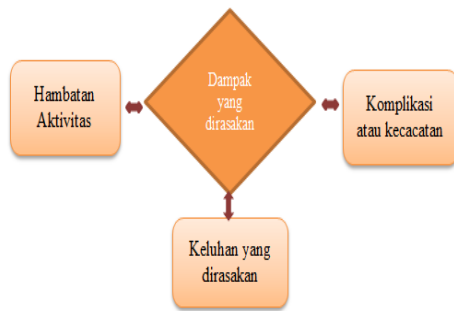 Dampak
yang
dirasakan
Hambatan
Aktivitas
Komplikasi
atau kecacatan
Keluhan yang
dirasakan